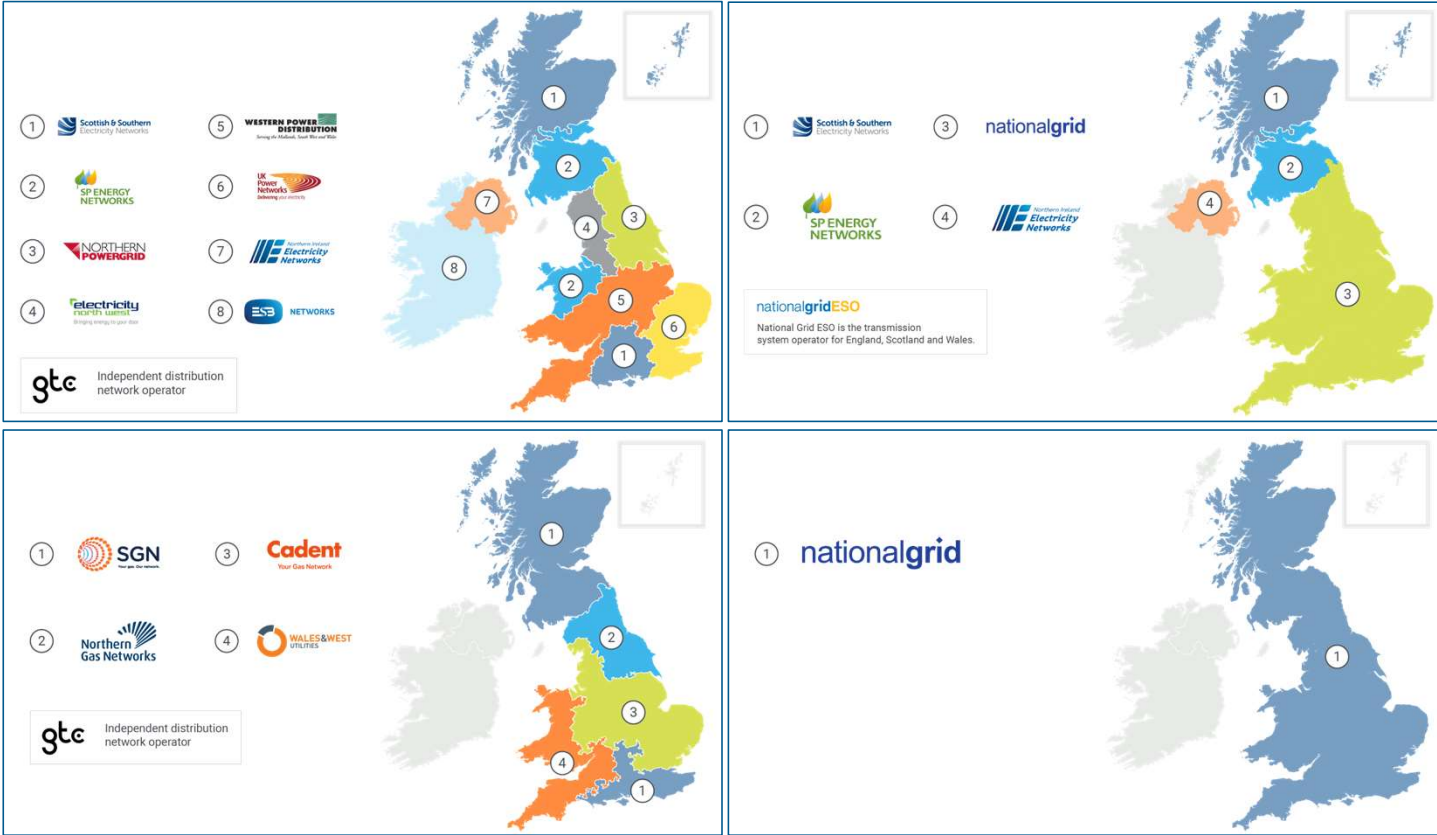 1
Scottish & Southern
Electricity Networks
5
WESTERN POWER
DISTRIBUTION
Serving the Midlands, South West and Wales
2
SP ENERGY
NETWORKS
6
UK
Power
Networks
Delivering your electricity
3
NORTHERN
POWERGRID
7
Northern Ireland
Electricity
Networks
4
electricity
north west
Bringing energy to your door
8
ESB
NETWORKS
gtc
Independent distribution
network operator
1
2
3
4
7
8
2
5
6
1
1
Scottish & Southern
Electricity Networks
3
nationalgrid
2
SP ENERGY
NETWORKS
4
Northern Ireland
Electricity
Networks
nationalgridESO
National Grid ESO is the transmission
system operator for England, Scotland and Wales.
1
2
4
3
1
SGN
Your gas. Our network.
3
Cadent
Your Gas Network
2
Northern
Gas Networks
4
WALES&WEST
UTILITIES
gtc
Independent distribution
network operator
1
2
3
4
1
1
nationalgrid
1